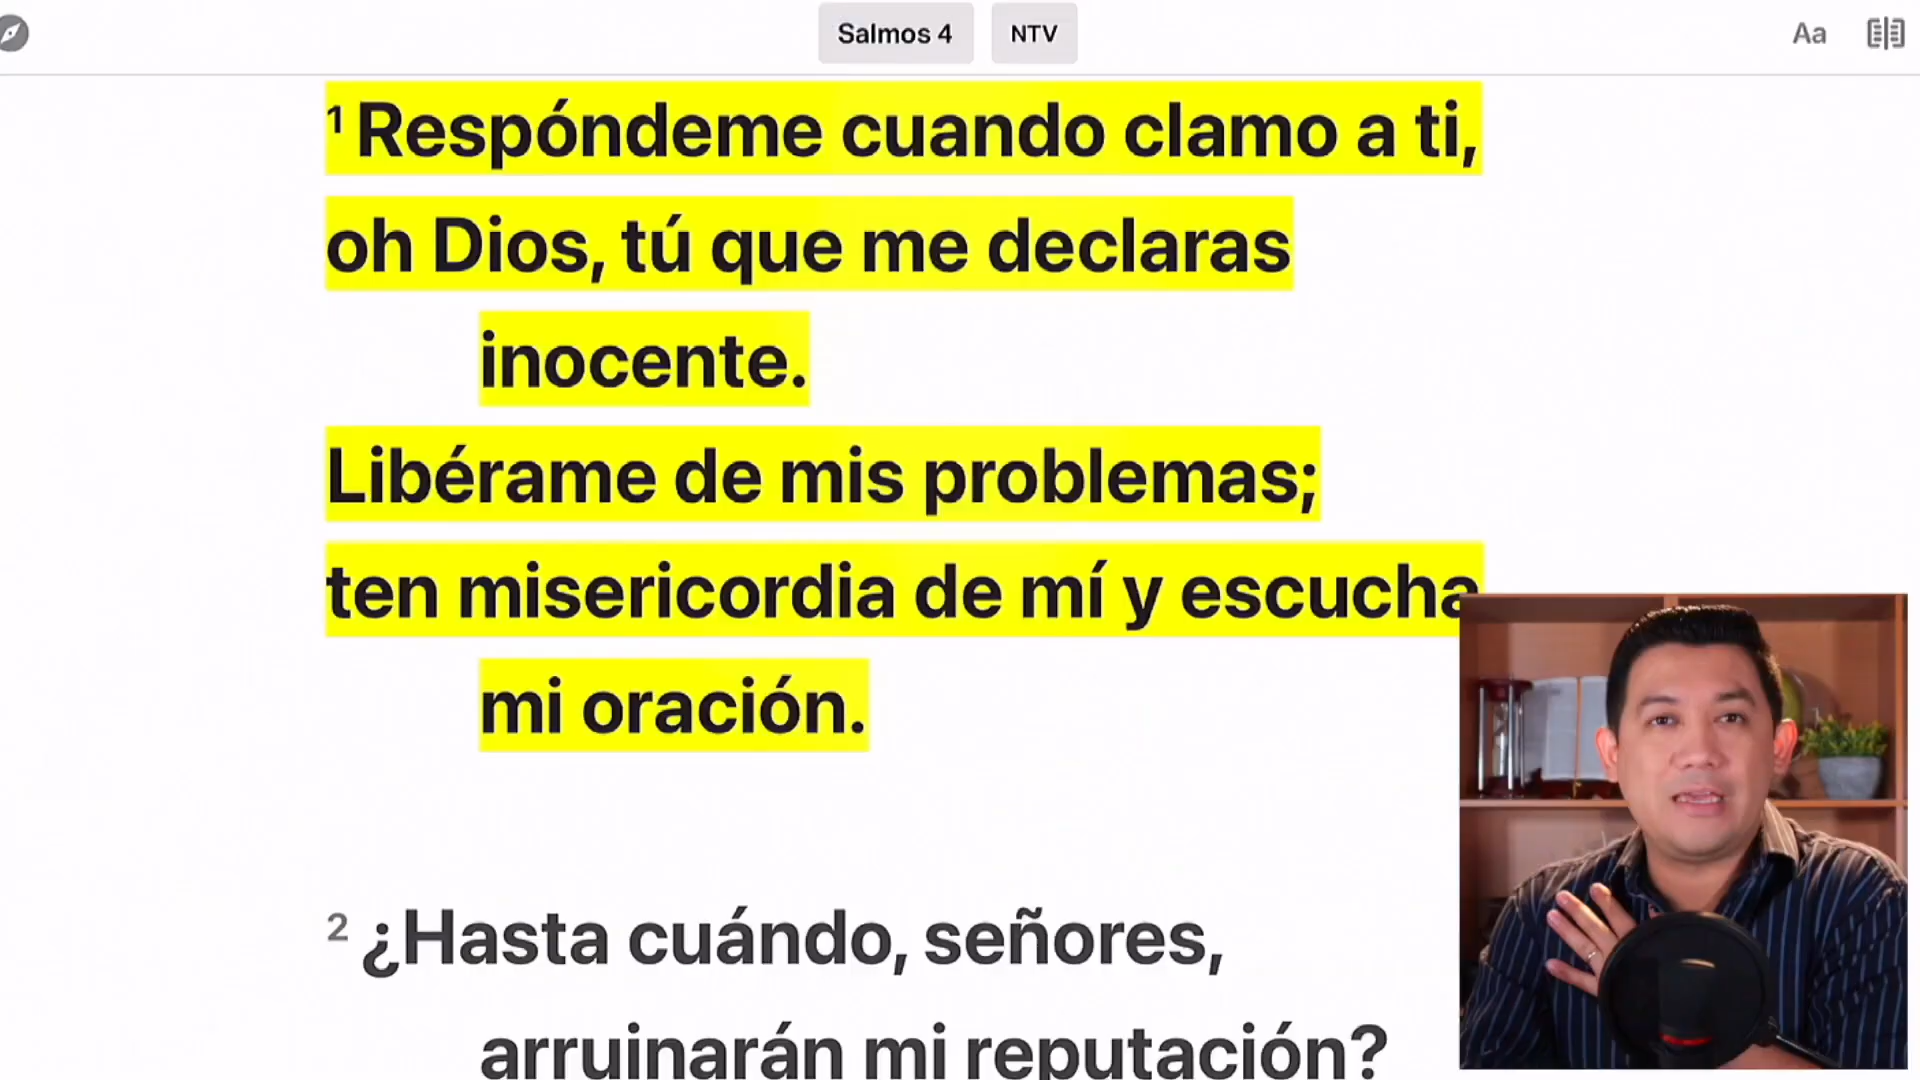 Salmos 4 NTV Aa
1 Respóndeme cuando clamo a ti,
oh Dios, tú que me declaras
inocente.
Libérame de mis problemas;
ten misericordia de mí y escucha
mi oración.
2 ¿Hasta cuándo, señores,
arruinarán mi reputación?